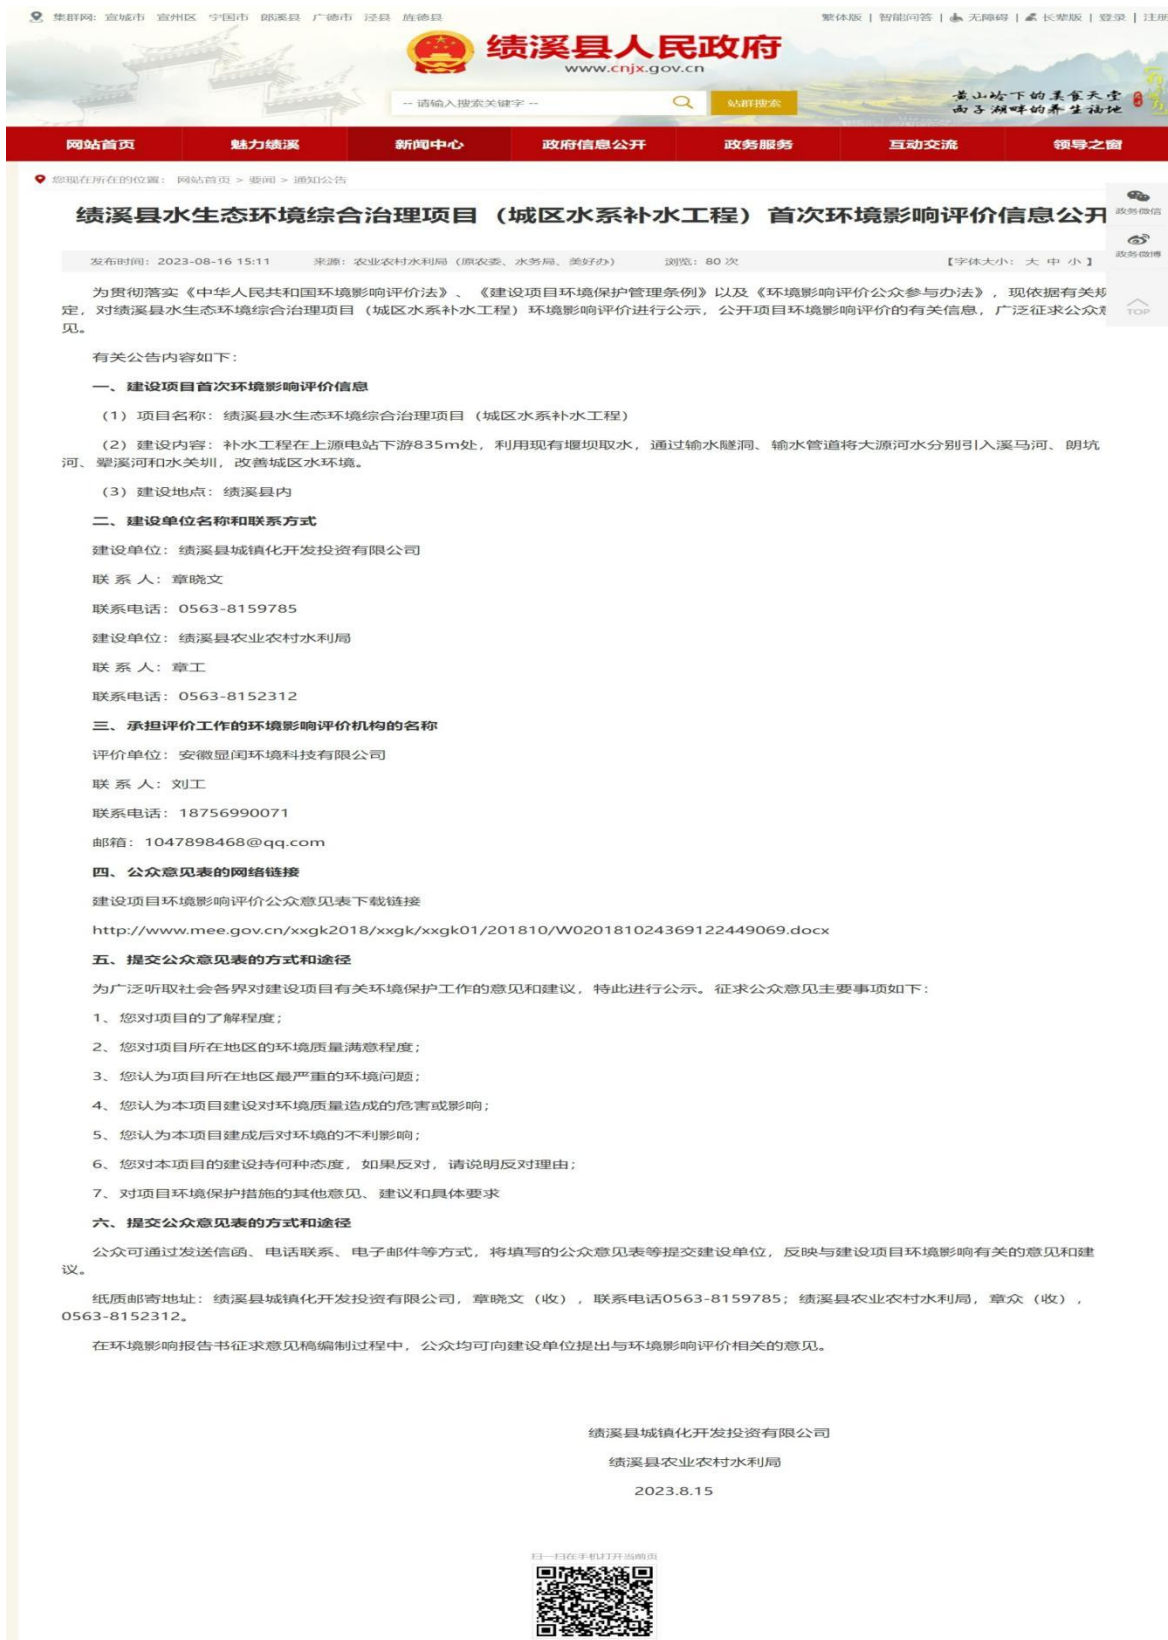 集群网: 宣城市 宣州区 宁国市 郎溪县 广德市 泾县 旌德县
繁体版 | 智能问答 | 无障碍 | 长辈版 | 登录 | 注册
绩溪县人民政府
www.cnjx.gov.cn
-- 请输入搜索关键字 --
站群搜索
黄山岭下的美食天堂
西子湖畔的养生福地
网站首页 魅力绩溪 新闻中心 政府信息公开 政务服务 互动交流 领导之窗
您现在所在的位置: 网站首页 > 要闻 > 通知公告
政务微信
政务微博
TOP
绩溪县水生态环境综合治理项目（城区水系补水工程）首次环境影响评价信息公开
发布时间: 2023-08-16 15:11 来源: 农业农村水利局（原农委、水务局、美好办） 浏览: 80 次 【字体大小: 大 中 小】
为贯彻落实《中华人民共和国环境影响评价法》、《建设项目环境保护管理条例》以及《环境影响评价公众参与办法》，现依据有关规
定，对绩溪县水生态环境综合治理项目（城区水系补水工程）环境影响评价进行公示，公开项目环境影响评价的有关信息，广泛征求公众意
见。
有关公告内容如下:
一、建设项目首次环境影响评价信息
（1）项目名称: 绩溪县水生态环境综合治理项目（城区水系补水工程）
（2）建设内容: 补水工程在上源电站下游835m处，利用现有堰坝取水，通过输水隧洞、输水管道将大源河水分别引入溪马河、朗坑
河、翚溪河和水关圳，改善城区水环境。
（3）建设地点: 绩溪县内
二、建设单位名称和联系方式
建设单位: 绩溪县城镇化开发投资有限公司
联 系 人: 章晓文
联系电话: 0563-8159785
建设单位: 绩溪县农业农村水利局
联 系 人: 章工
联系电话: 0563-8152312
三、承担评价工作的环境影响评价机构的名称
评价单位: 安徽显闰环境科技有限公司
联 系 人: 刘工
联系电话: 18756990071
邮箱: 1047898468@qq.com
四、公众意见表的网络链接
建设项目环境影响评价公众意见表下载链接
http://www.mee.gov.cn/xxgk2018/xxgk/xxgk01/201810/W020181024369122449069.docx
五、提交公众意见表的方式和途径
为广泛听取社会各界对建设项目有关环境保护工作的意见和建议，特此进行公示。征求公众意见主要事项如下:
1、您对项目的了解程度;
2、您对项目所在地区的环境质量满意程度;
3、您认为项目所在地区最严重的环境问题;
4、您认为本项目建设对环境质量造成的危害或影响;
5、您认为本项目建成后对环境的不利影响;
6、您对本项目的建设持何种态度，如果反对，请说明反对理由;
7、对项目环境保护措施的其他意见、建议和具体要求
六、提交公众意见表的方式和途径
公众可通过发送信函、电话联系、电子邮件等方式，将填写的公众意见表等提交建设单位，反映与建设项目环境影响有关的意见和建
议。
纸质邮寄地址: 绩溪县城镇化开发投资有限公司，章晓文（收），联系电话0563-8159785; 绩溪县农业农村水利局，章众（收），
0563-8152312。
在环境影响报告书征求意见稿编制过程中，公众均可向建设单位提出与环境影响评价相关的意见。
绩溪县城镇化开发投资有限公司
绩溪县农业农村水利局
2023.8.15
扫一扫在手机打开当前页